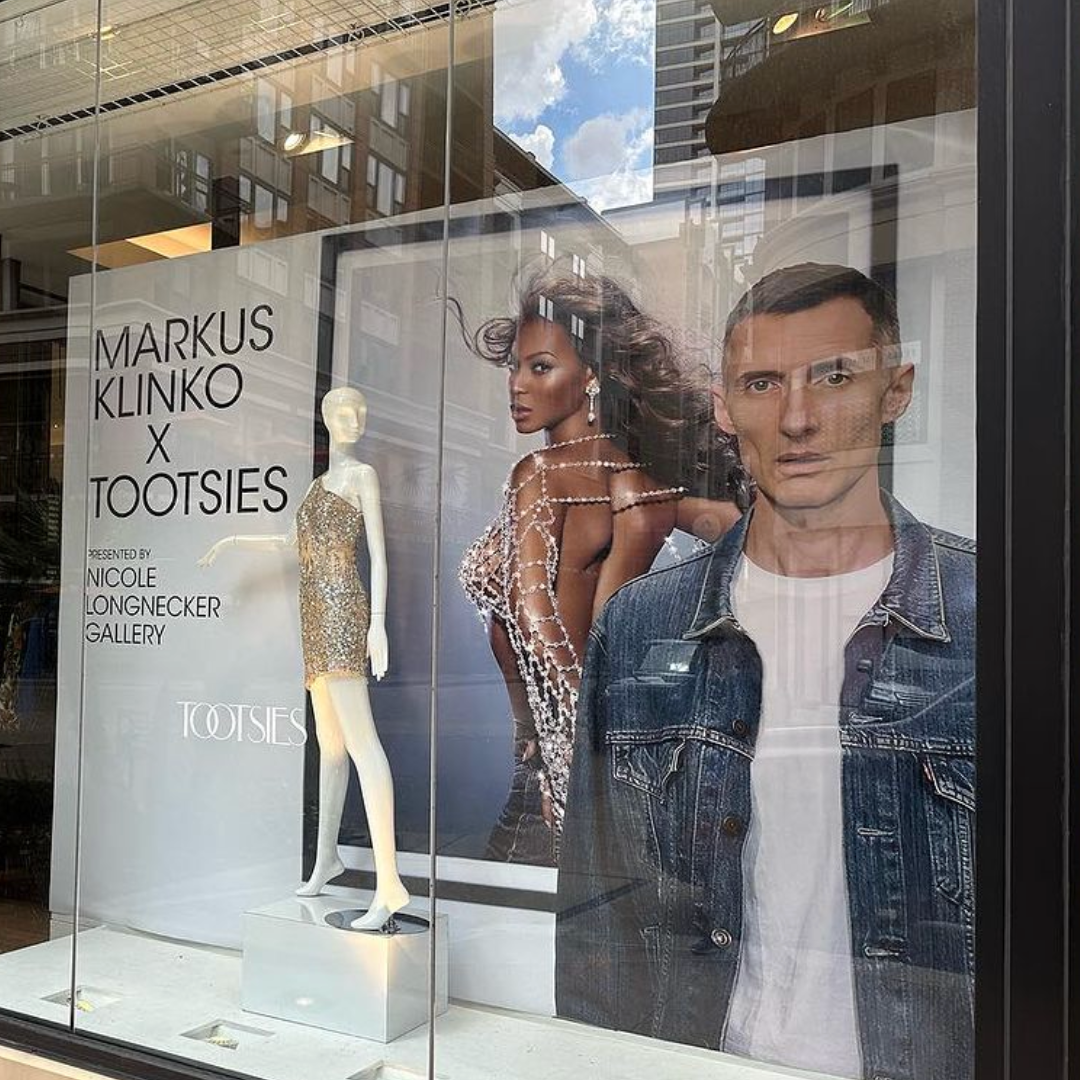 MARKUS
KLINKO
X
TOOTSIES
PRESENTED BY
NICOLE
LONGNECKER
GALLERY
TOOTSIES